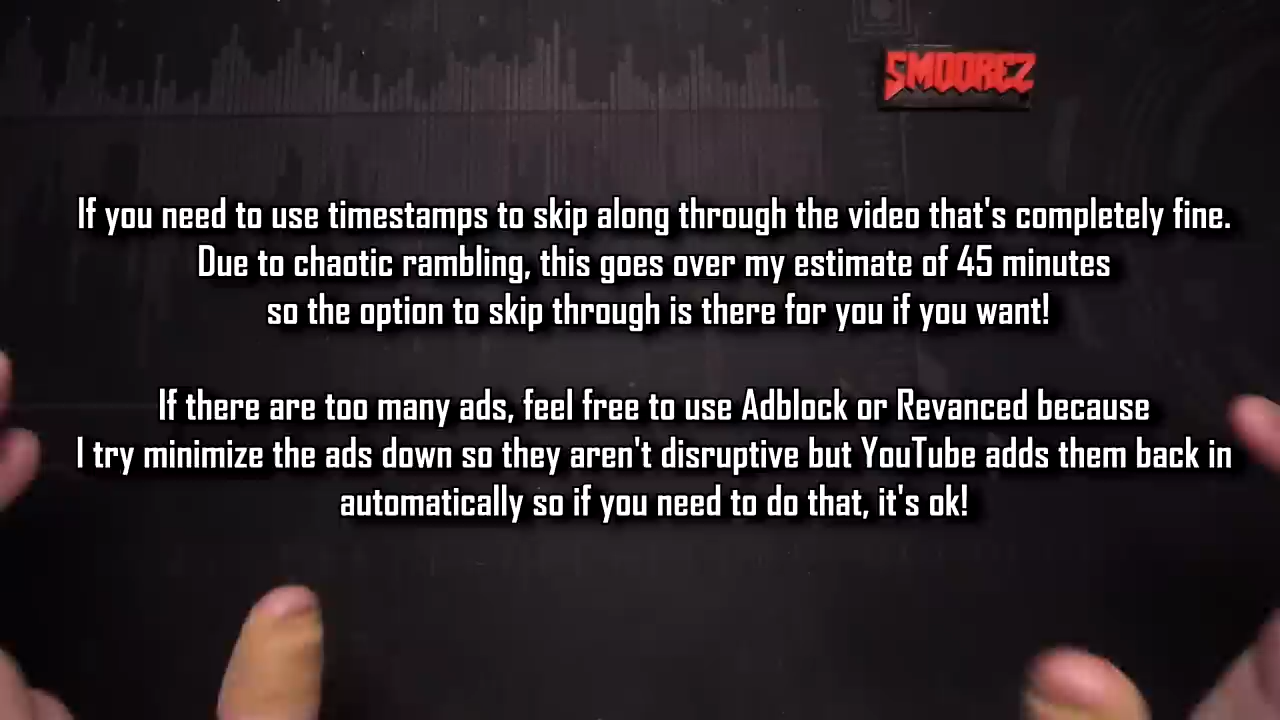 SMOOREZ
If you need to use timestamps to skip along through the video that's completely fine.
Due to chaotic rambling, this goes over my estimate of 45 minutes
so the option to skip through is there for you if you want!
If there are too many ads, feel free to use Adblock or Revanced because
I try minimize the ads down so they aren't disruptive but YouTube adds them back in
automatically so if you need to do that, it's ok!